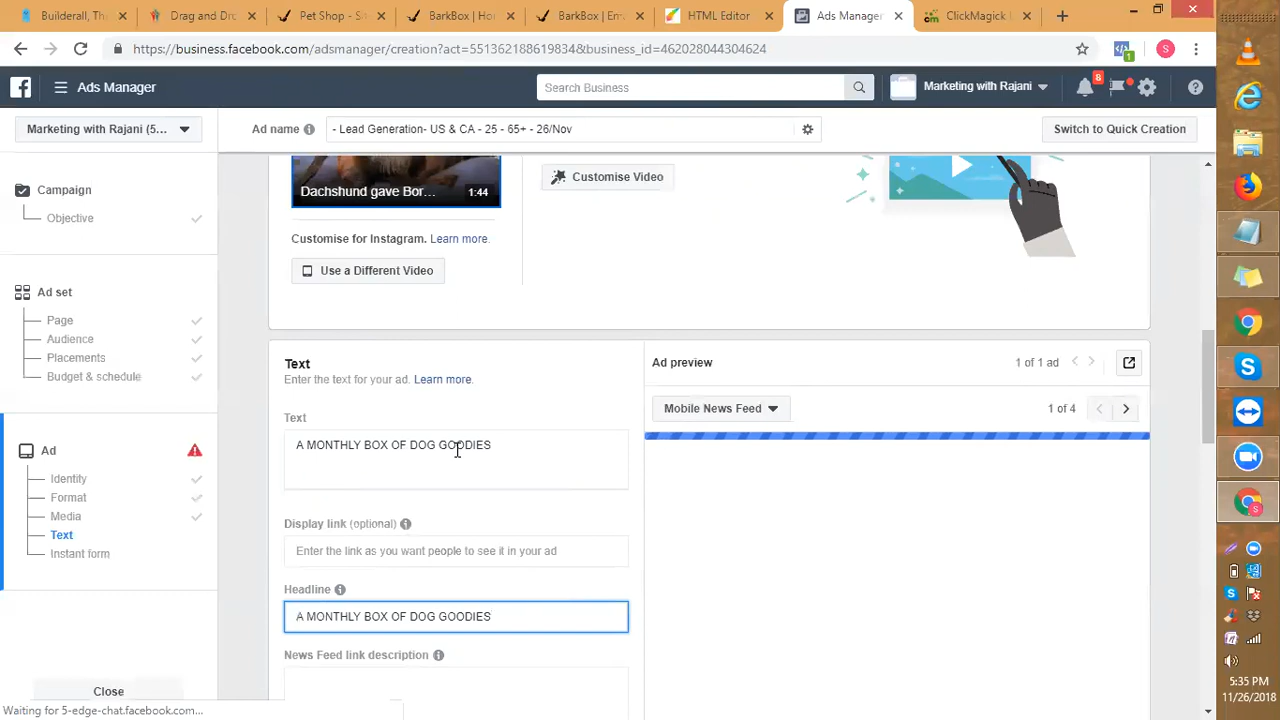 Builderall, Th
Drag and Dro
Pet Shop - Sit
BarkBox | Ho
BarkBox | Em
HTML Editor
Ads Manager
ClickMagick |
https://business.facebook.com/adsmanager/creation?act=551362188619834&business_id=462028044304624
1
S
Ads Manager
Search Business
Marketing with Rajani
8
Marketing with Rajani (5...
Ad name
- Lead Generation- US & CA - 25 - 65+ - 26/Nov
Switch to Quick Creation
Campaign
Objective
Ad set
Page
Audience
Placements
Budget & schedule
Ad
Identity
Format
Media
Text
Instant form
Close
Waiting for 5-edge-chat.facebook.com...
Dachshund gave Bor...
1:44
Customise Video
Customise for Instagram. Learn more.
Use a Different Video
Text
Enter the text for your ad. Learn more.
Text
A MONTHLY BOX OF DOG GOODIES
Display link (optional)
Enter the link as you want people to see it in your ad
Headline
A MONTHLY BOX OF DOG GOODIES
News Feed link description
Ad preview
1 of 1 ad
Mobile News Feed
1 of 4
5:35 PM
11/26/2018